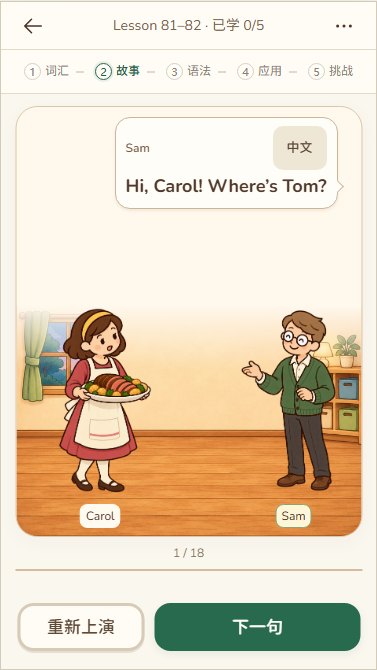 Lesson 81–82 · 已学 0/5
1 词汇 – 2 故事 – 3 语法 – 4 应用 – 5 挑战
Sam
中文
Hi, Carol! Where's Tom?
Carol
Sam
1 / 18
重新上演
下一句